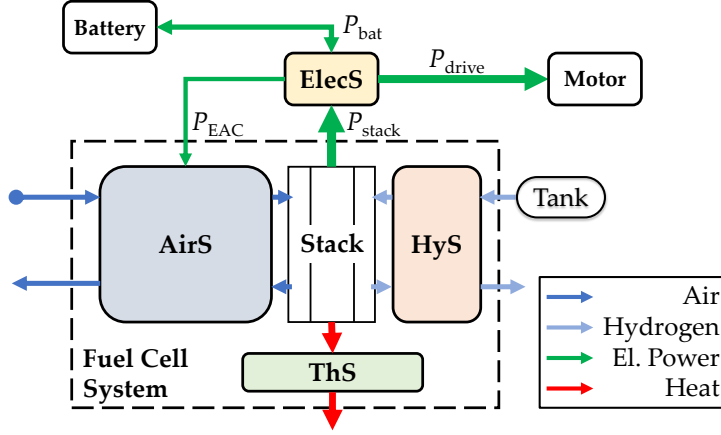 Battery
P_bat
ElecS
P_drive
Motor
P_EAC
P_stack
AirS
Stack
HyS
Tank
Fuel Cell
System
ThS
Air
Hydrogen
El. Power
Heat